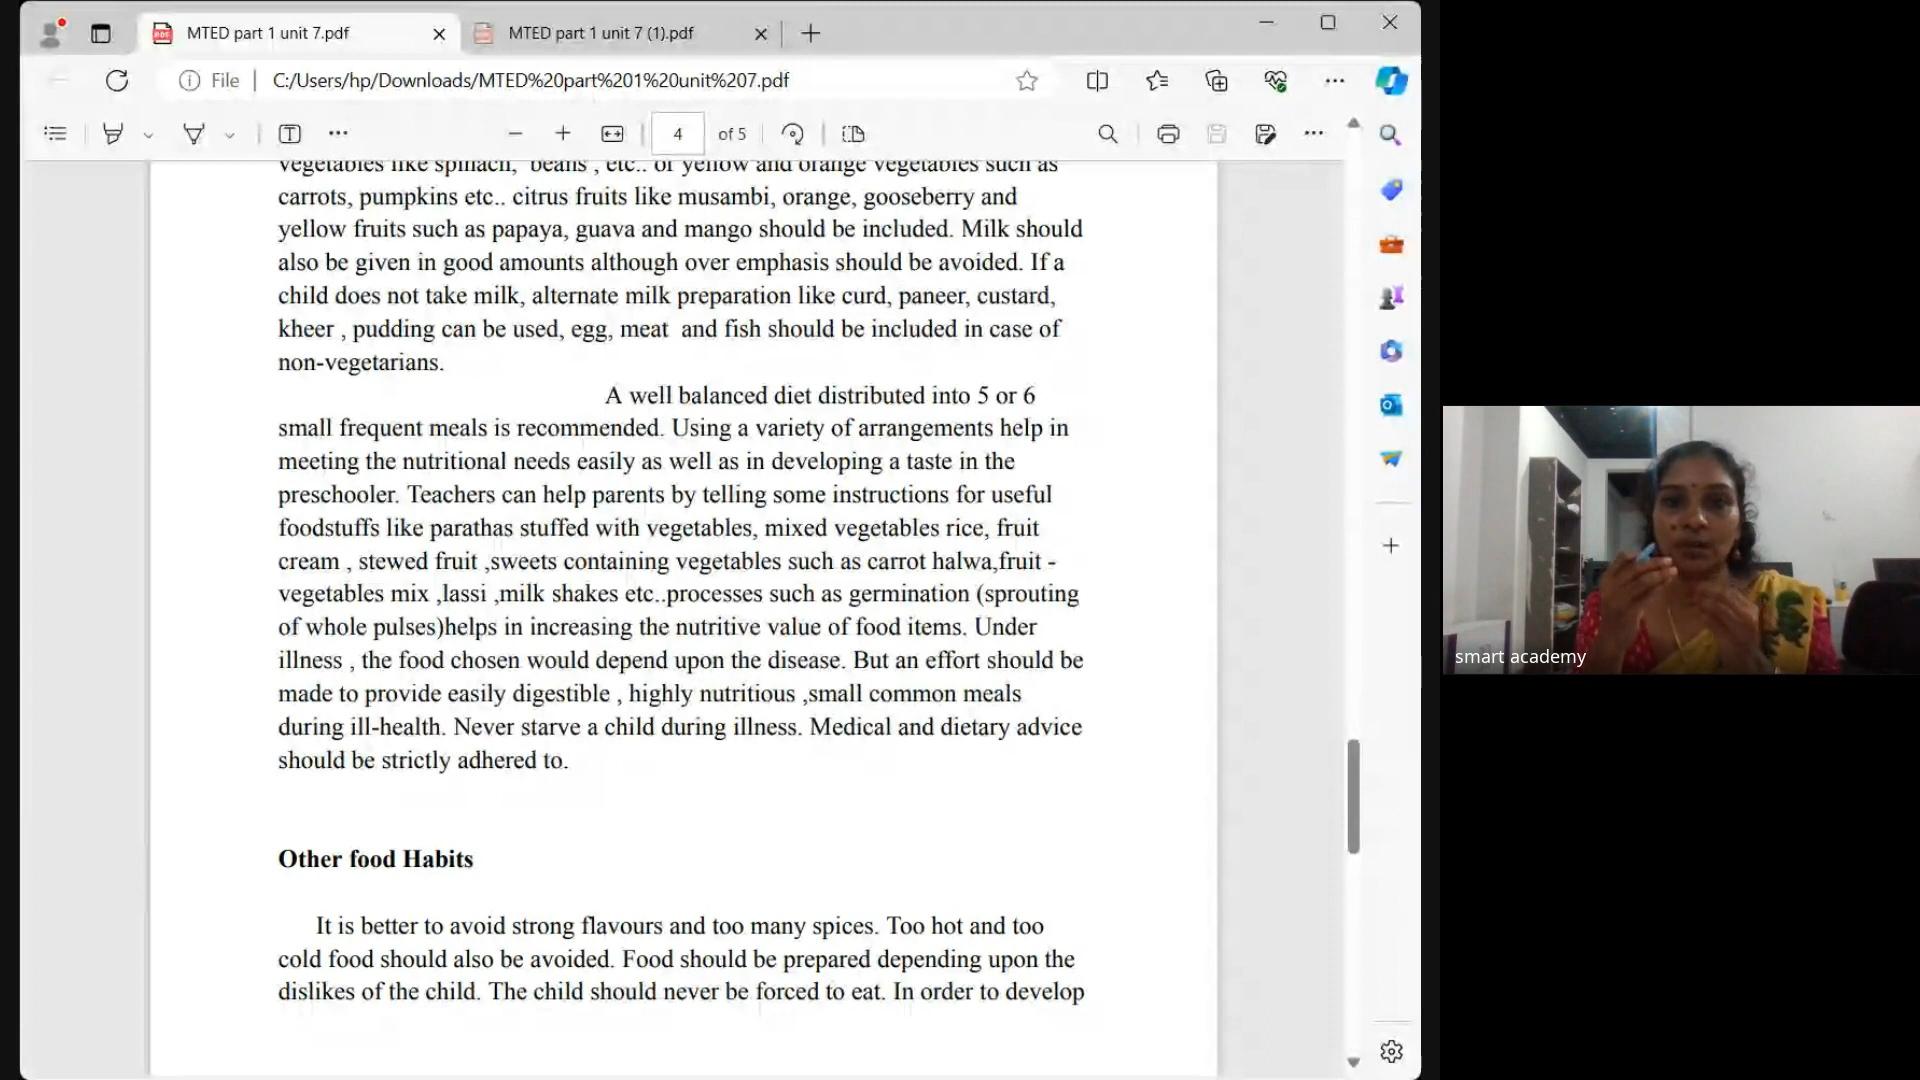 MTED part 1 unit 7.pdf
MTED part 1 unit 7 (1).pdf
File
C:/Users/hp/Downloads/MTED%20part%201%20unit%207.pdf
4 of 5
vegetables like spinach, beans , etc.. or yellow and orange vegetables such as
carrots, pumpkins etc.. citrus fruits like musambi, orange, gooseberry and
yellow fruits such as papaya, guava and mango should be included. Milk should
also be given in good amounts although over emphasis should be avoided. If a
child does not take milk, alternate milk preparation like curd, paneer, custard,
kheer , pudding can be used, egg, meat and fish should be included in case of
non-vegetarians.
A well balanced diet distributed into 5 or 6
small frequent meals is recommended. Using a variety of arrangements help in
meeting the nutritional needs easily as well as in developing a taste in the
preschooler. Teachers can help parents by telling some instructions for useful
foodstuffs like parathas stuffed with vegetables, mixed vegetables rice, fruit
cream , stewed fruit ,sweets containing vegetables such as carrot halwa,fruit -
vegetables mix ,lassi ,milk shakes etc..processes such as germination (sprouting
of whole pulses)helps in increasing the nutritive value of food items. Under
illness , the food chosen would depend upon the disease. But an effort should be
made to provide easily digestible , highly nutritious ,small common meals
during ill-health. Never starve a child during illness. Medical and dietary advice
should be strictly adhered to.
Other food Habits
It is better to avoid strong flavours and too many spices. Too hot and too
cold food should also be avoided. Food should be prepared depending upon the
dislikes of the child. The child should never be forced to eat. In order to develop
smart academy